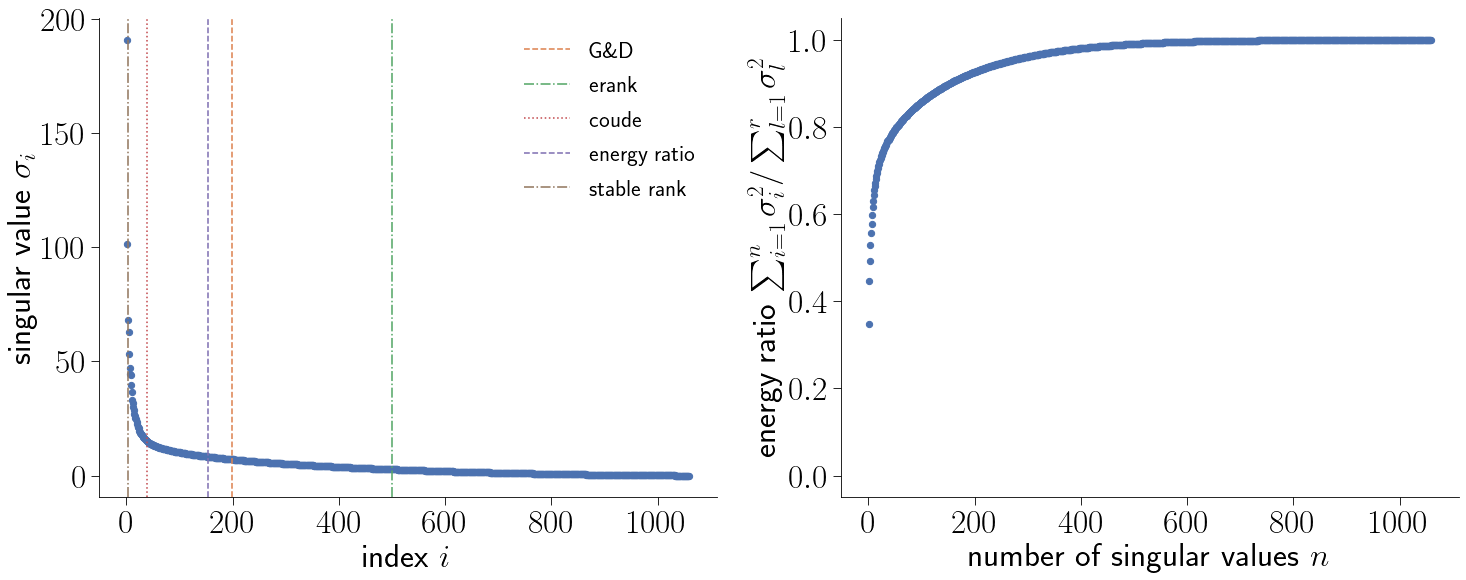 200
150
100
50
0
singular value σ_i
0 200 400 600 800 1000
index i
G&D
erank
coude
energy ratio
stable rank
1.0
0.8
0.6
0.4
0.2
0.0
energy ratio ∑_{i=1}^{n} σ_i^2 / ∑_{l=1}^{r} σ_l^2
0 200 400 600 800 1000
number of singular values n